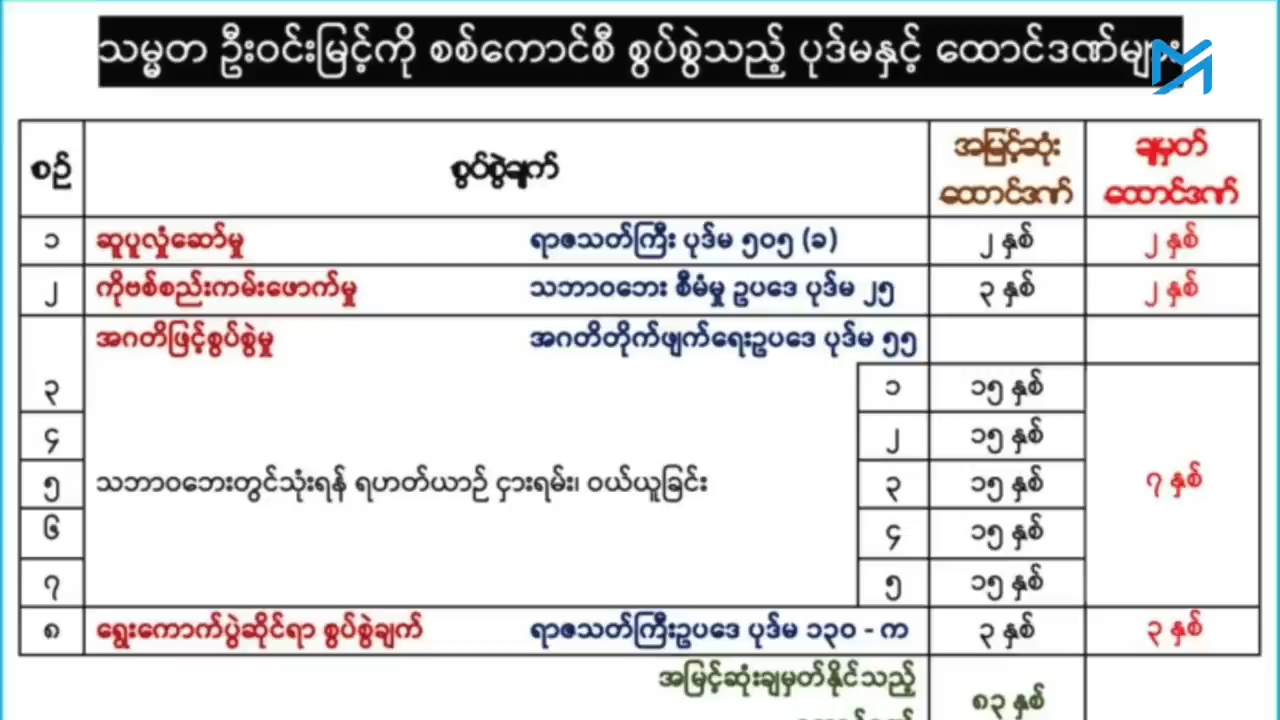 သမ္မတ ဦးဝင်းမြင့်ကို စစ်ကောင်စီ စွပ်စွဲသည့် ပုဒ်မနှင့် ထောင်ဒဏ်များ
စဉ် စွပ်စွဲချက် အမြင့်ဆုံး ထောင်ဒဏ် ချမှတ် ထောင်ဒဏ်
၁ ဆူပူလှုံ့ဆော်မှု ရာဇသတ်ကြီး ပုဒ်မ ၅၀၅ (ခ) ၂ နှစ် ၂ နှစ်
၂ ကိုဗစ်စည်းကမ်းဖောက်မှု သဘာဝဘေး စီမံမှု ဥပဒေ ပုဒ်မ ၂၅ ၃ နှစ် ၂ နှစ်
အဂတိဖြင့်စွပ်စွဲမှု အဂတိတိုက်ဖျက်ရေးဥပဒေ ပုဒ်မ ၅၅
၃ ၁ ၁၅ နှစ်
၄ ၂ ၁၅ နှစ်
၅ သဘာဝဘေးတွင်သုံးရန် ရဟတ်ယာဉ် ငှားရမ်း၊ ဝယ်ယူခြင်း ၃ ၁၅ နှစ် ၇ နှစ်
၆ ၄ ၁၅ နှစ်
၇ ၅ ၁၅ နှစ်
၈ ရွေးကောက်ပွဲဆိုင်ရာ စွပ်စွဲချက် ရာဇသတ်ကြီးဥပဒေ ပုဒ်မ ၁၃၀ - က ၃ နှစ် ၃ နှစ်
အမြင့်ဆုံးချမှတ်နိုင်သည့် ၈၃ နှစ်